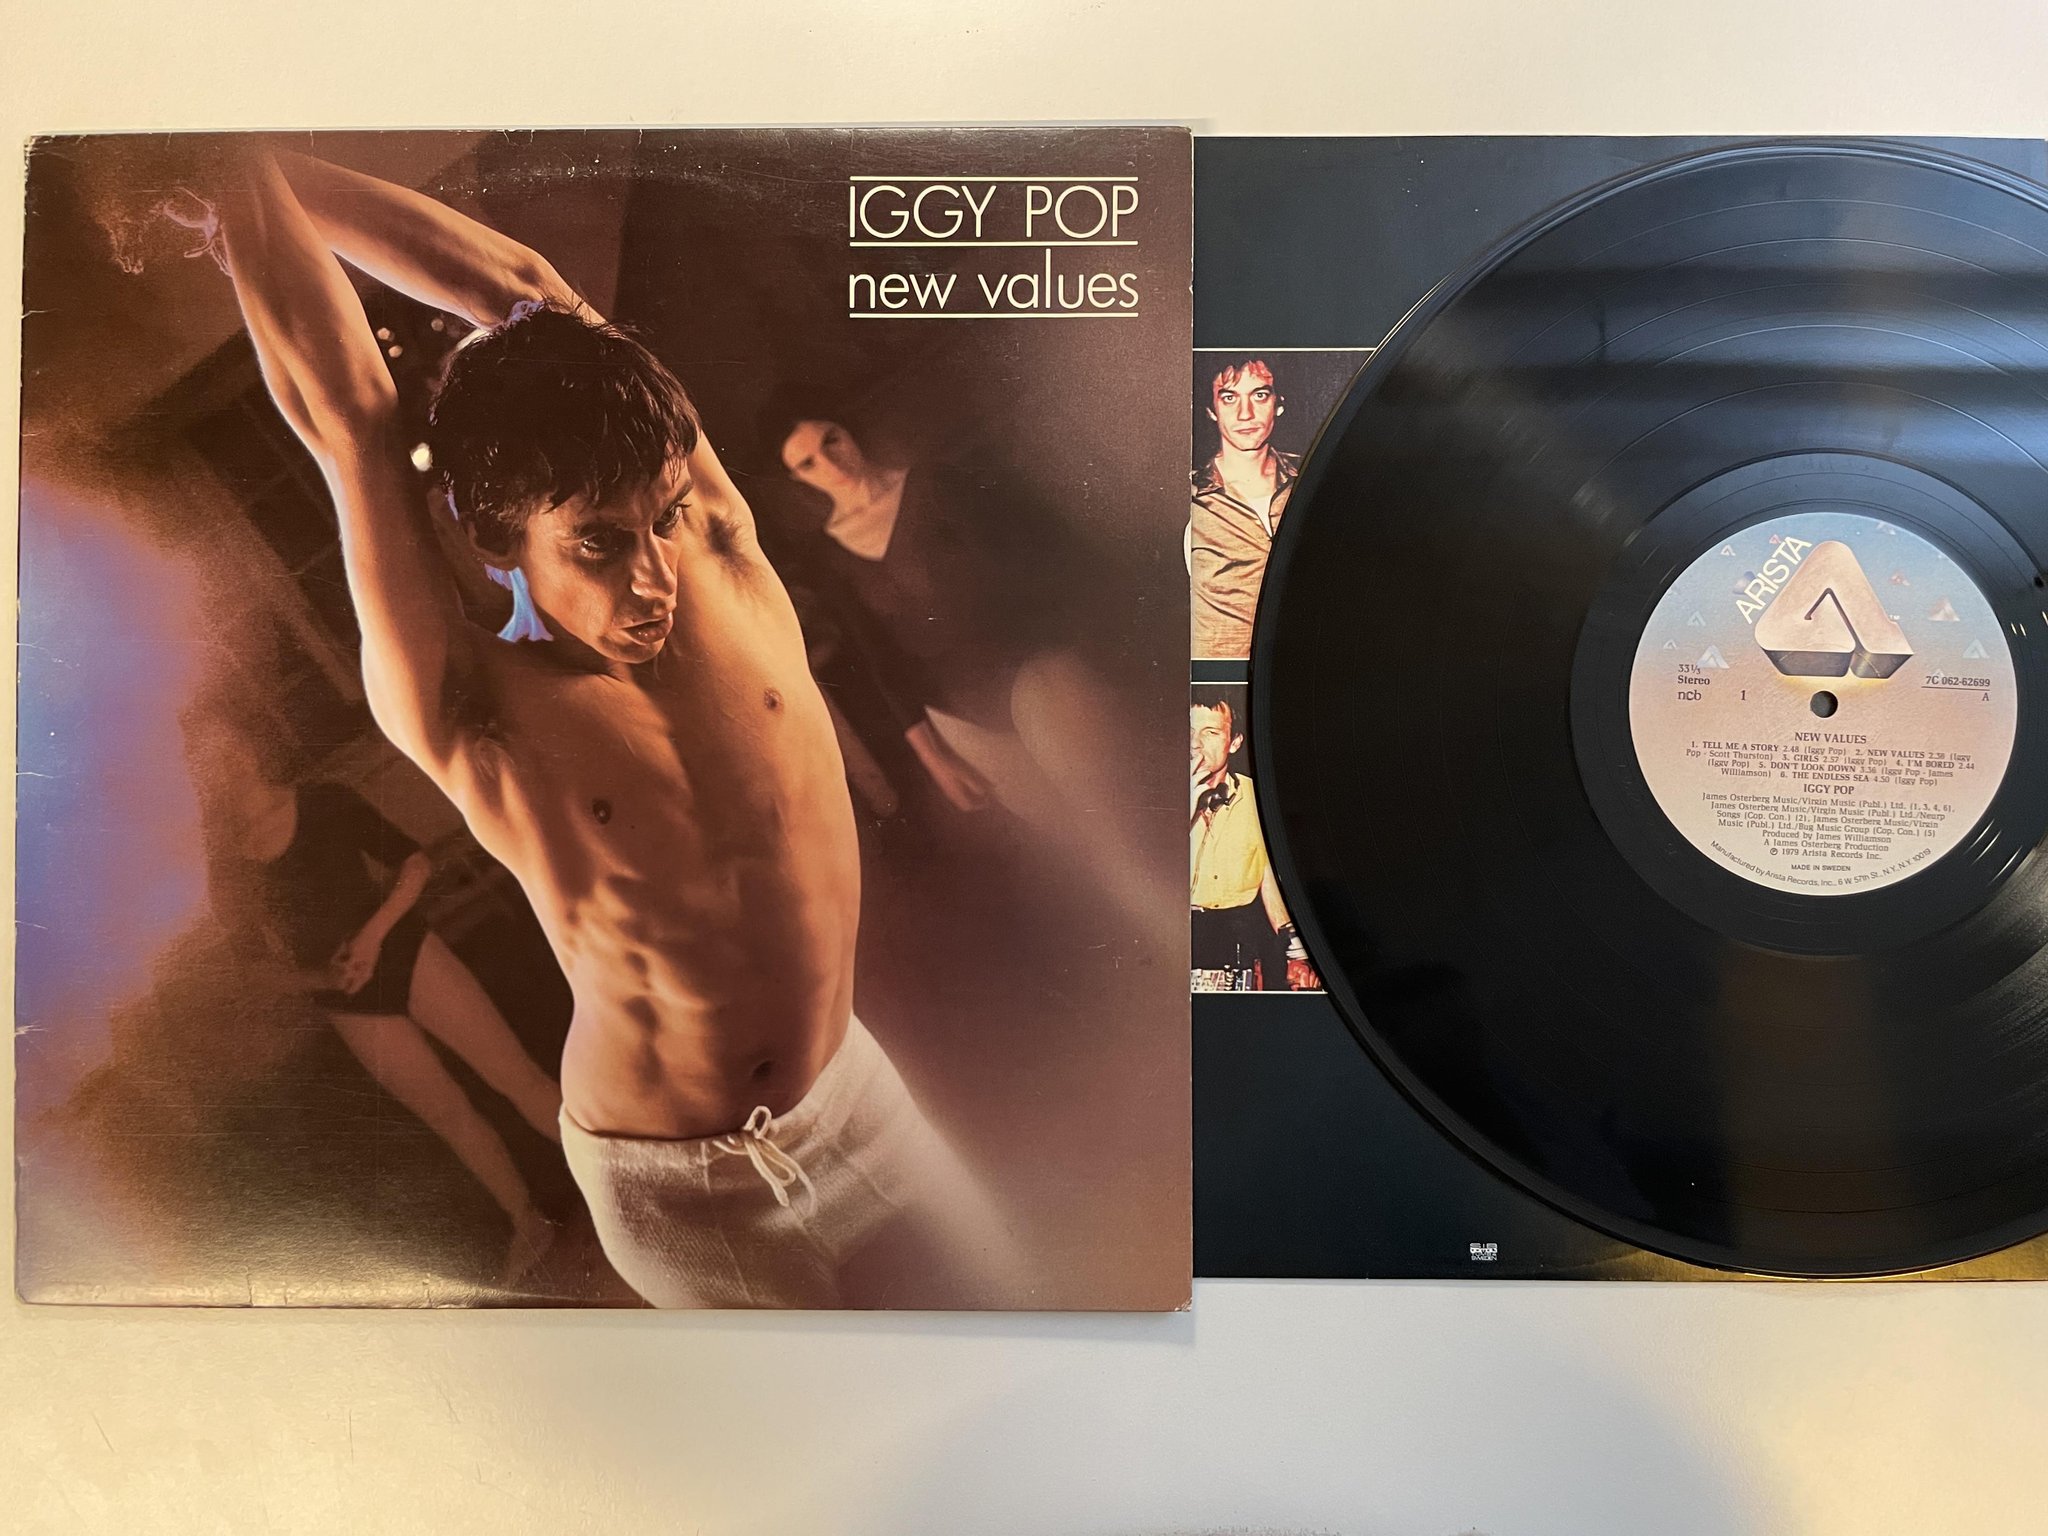 IGGY POP
new values
ARISTA
TM
33⅓
Stereo
7C 062-62699
ncb 1
A
NEW VALUES
1. TELL ME A STORY 2.48 (Iggy Pop) 2. NEW VALUES 2.38 (Iggy
Pop - Scott Thurston) 3. GIRLS 2.57 (Iggy Pop) 4. I'M BORED 2.44
(Iggy Pop) 5. DON'T LOOK DOWN 3.36 (Iggy Pop - James
Williamson) 6. THE ENDLESS SEA 4.50 (Iggy Pop)
IGGY POP
James Osterberg Music/Virgin Music (Publ.) Ltd. (1, 3, 4, 6),
James Osterberg Music/Virgin Music (Publ.) Ltd./Neurp
Songs (Cop. Con.) (2), James Osterberg Music/Virgin
Music (Publ.) Ltd./Bug Music Group (Cop. Con.) (5)
Produced by James Williamson
A James Osterberg Production
℗ 1979 Arista Records Inc.
MADE IN SWEDEN
Manufactured by Arista Records, Inc., 6 W. 57th St., N.Y., N.Y. 10019
SWEDEN